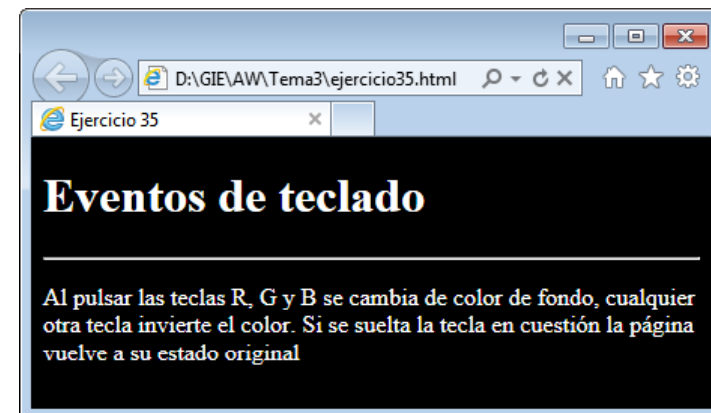 D:\GIE\AW\Tema3\ejercicio35.html
Ejercicio 35
Eventos de teclado
Al pulsar las teclas R, G y B se cambia de color de fondo, cualquier
otra tecla invierte el color. Si se suelta la tecla en cuestión la página
vuelve a su estado original